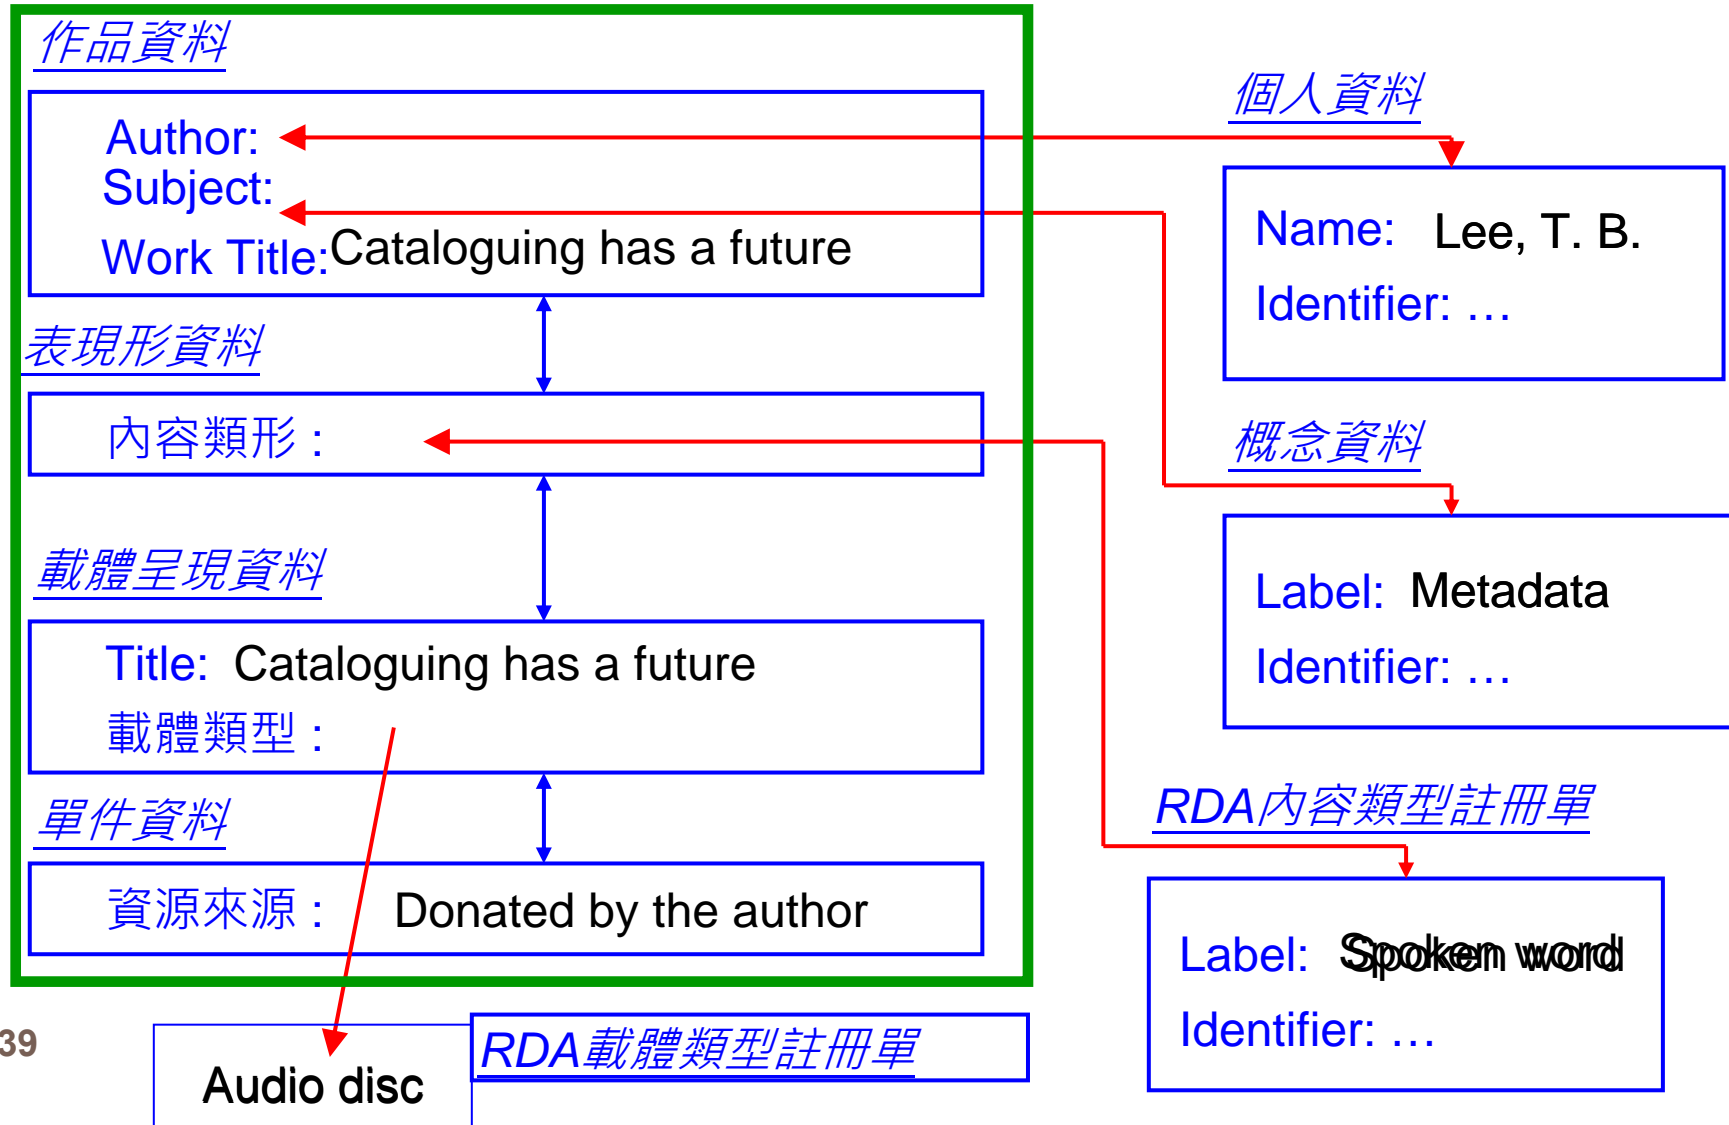 作品資料
Author:
Subject:
Work Title: Cataloguing has a future
表現形資料
內容類形 :
載體呈現資料
Title: Cataloguing has a future
載體類型 :
單件資料
資源來源 : Donated by the author
個人資料
Name: Lee, T. B.
Identifier: …
概念資料
Label: Metadata
Identifier: …
RDA內容類型註冊單
Label: Spoken word
Identifier: …
RDA載體類型註冊單
Audio disc
39